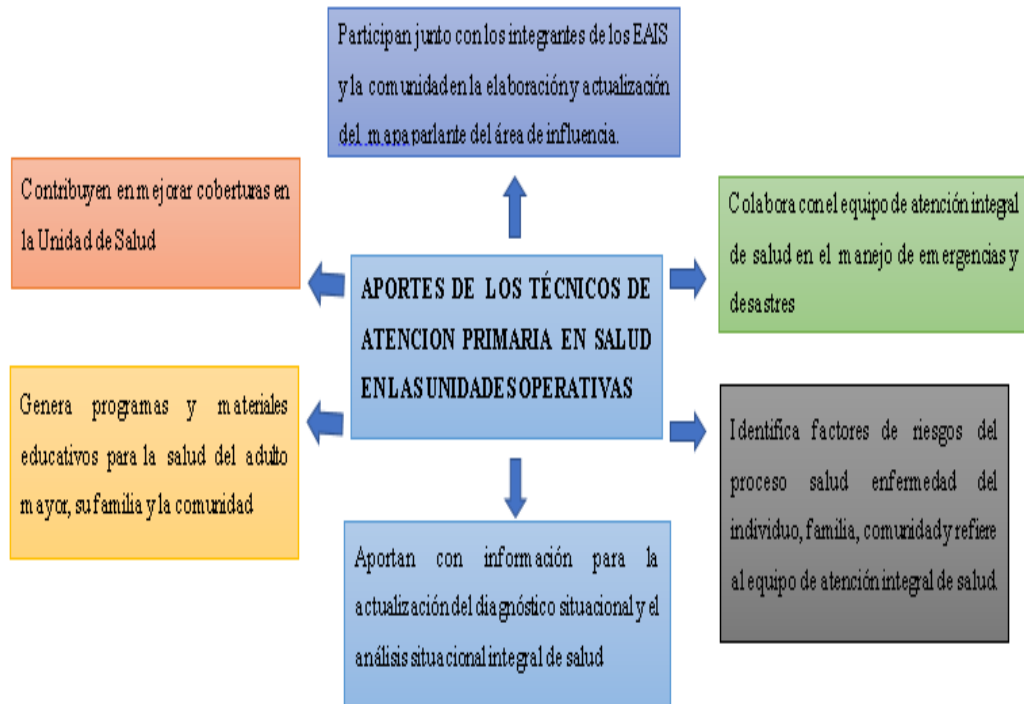 Participan junto con los integrantes de los EAIS
y la comunidad en la elaboración y actualización
del mapa parlante del área de influencia.
Contribuyen en mejorar coberturas en
la Unidad de Salud
Colabora con el equipo de atención integral
de salud en el manejo de emergencias y
desastres
APORTES DE LOS TÉCNICOS DE
ATENCION PRIMARIA EN SALUD
EN LAS UNIDADES OPERATIVAS
Genera programas y materiales
educativos para la salud del adulto
mayor, su familia y la comunidad
Identifica factores de riesgos del
proceso salud enfermedad del
individuo, familia, comunidad y refiere
al equipo de atención integral de salud.
Aportan con información para la
actualización del diagnóstico situacional y el
análisis situacional integral de salud